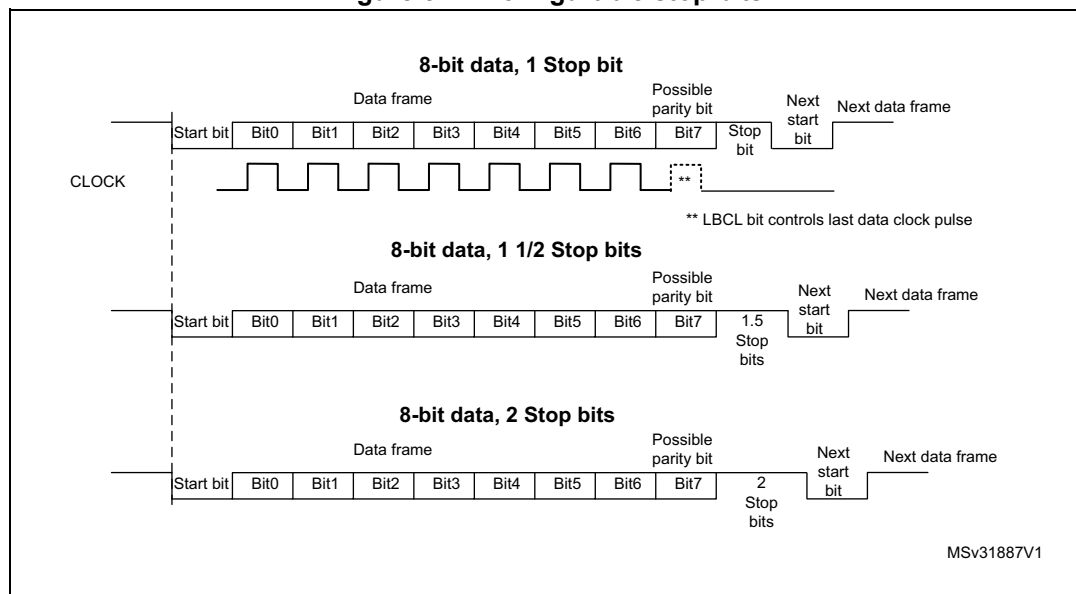 8-bit data, 1 Stop bit
Data frame
Possible
parity bit
Next
start
bit
Next data frame
Start bit Bit0 Bit1 Bit2 Bit3 Bit4 Bit5 Bit6 Bit7 Stop
bit
CLOCK
**
** LBCL bit controls last data clock pulse
8-bit data, 1 1/2 Stop bits
Data frame
Possible
parity bit
Next
start
bit
Next data frame
Start bit Bit0 Bit1 Bit2 Bit3 Bit4 Bit5 Bit6 Bit7 1.5
Stop
bits
8-bit data, 2 Stop bits
Data frame
Possible
parity bit
Next
start
bit
Next data frame
Start bit Bit0 Bit1 Bit2 Bit3 Bit4 Bit5 Bit6 Bit7 2
Stop
bits
MSv31887V1